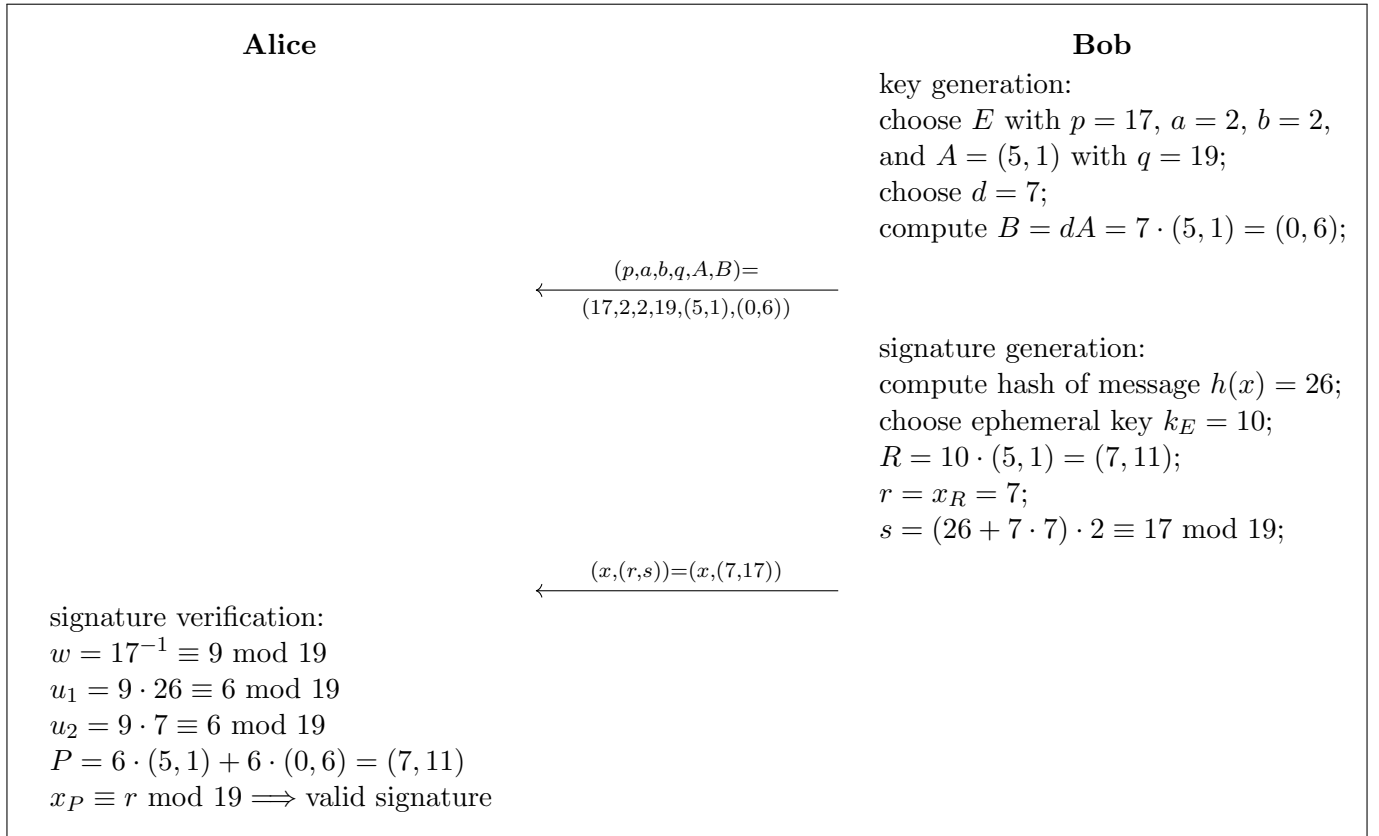 Alice
Bob
key generation:
choose E with p = 17, a = 2, b = 2,
and A = (5, 1) with q = 19;
choose d = 7;
compute B = dA = 7 · (5, 1) = (0, 6);
(p,a,b,q,A,B)=
(17,2,2,19,(5,1),(0,6))
signature generation:
compute hash of message h(x) = 26;
choose ephemeral key k_E = 10;
R = 10 · (5, 1) = (7, 11);
r = x_R = 7;
s = (26 + 7 · 7) · 2 ≡ 17 mod 19;
(x,(r,s))=(x,(7,17))
signature verification:
w = 17⁻¹ ≡ 9 mod 19
u₁ = 9 · 26 ≡ 6 mod 19
u₂ = 9 · 7 ≡ 6 mod 19
P = 6 · (5, 1) + 6 · (0, 6) = (7, 11)
x_P ≡ r mod 19 ⟹ valid signature